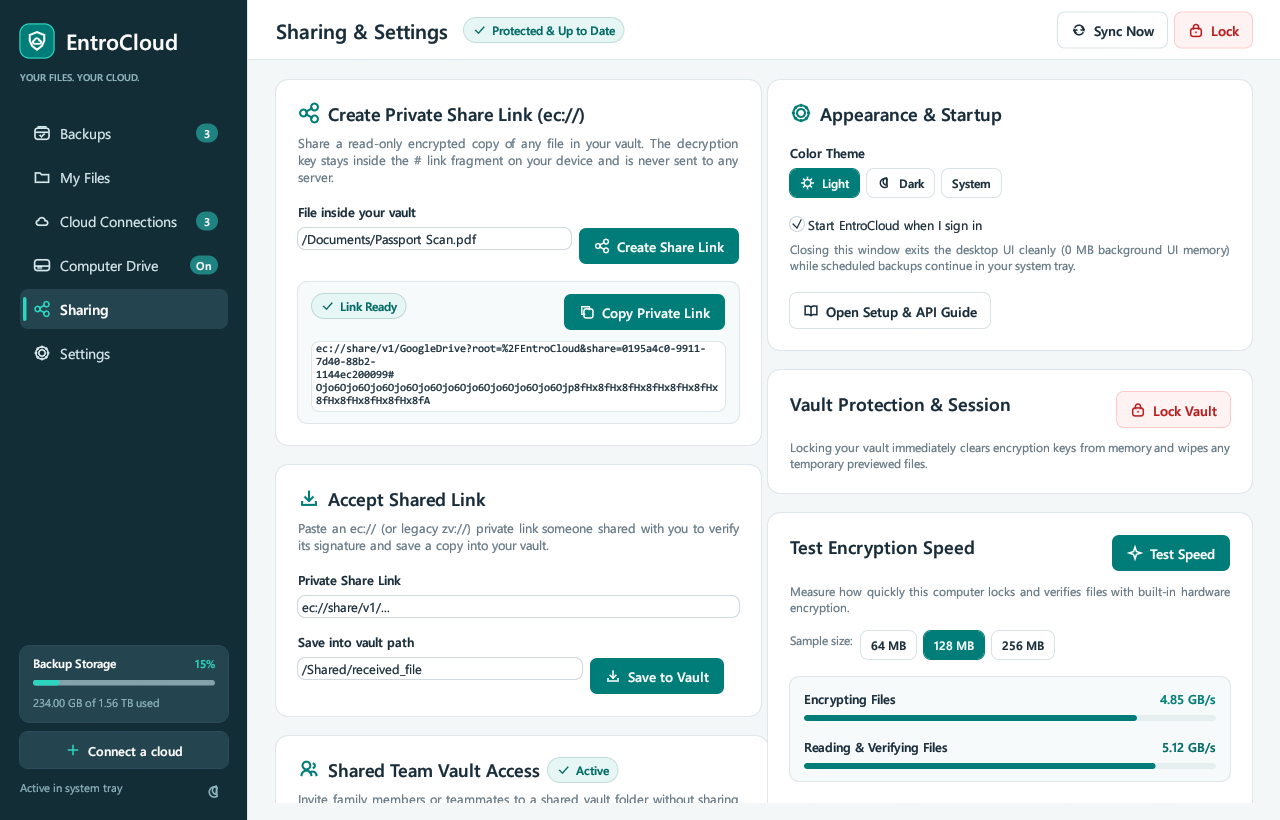 EntroCloud
YOUR FILES. YOUR CLOUD.
Backups 3
My Files
Cloud Connections 3
Computer Drive On
Sharing
Settings
Backup Storage 15%
234.00 GB of 1.56 TB used
Connect a cloud
Active in system tray
Sharing & Settings
Protected & Up to Date
Sync Now
Lock
Create Private Share Link (ec://)
Share a read-only encrypted copy of any file in your vault. The decryption
key stays inside the # link fragment on your device and is never sent to any
server.
File inside your vault
/Documents/Passport Scan.pdf
Create Share Link
Link Ready
Copy Private Link
ec://share/v1/GoogleDrive?root=%2FEntroCloud&share=0195a4c0-9911-
7d40-88b2-
1144ec200099#
Ojo6Ojo6Ojo6Ojo6Ojo6Ojo6Ojo6Ojo6Ojo6Ojo6Ojp8fHx8fHx8fHx8fHx8fHx8fHx
8fHx8fHx8fHx8fHx8fA
Accept Shared Link
Paste an ec:// (or legacy zv://) private link someone shared with you to verify
its signature and save a copy into your vault.
Private Share Link
ec://share/v1/...
Save into vault path
/Shared/received_file
Save to Vault
Shared Team Vault Access
Active
Invite family members or teammates to a shared vault folder without sharing
Appearance & Startup
Color Theme
Light
Dark
System
Start EntroCloud when I sign in
Closing this window exits the desktop UI cleanly (0 MB background UI memory)
while scheduled backups continue in your system tray.
Open Setup & API Guide
Vault Protection & Session
Lock Vault
Locking your vault immediately clears encryption keys from memory and wipes any
temporary previewed files.
Test Encryption Speed
Test Speed
Measure how quickly this computer locks and verifies files with built-in hardware
encryption.
Sample size: 64 MB 128 MB 256 MB
Encrypting Files 4.85 GB/s
Reading & Verifying Files 5.12 GB/s